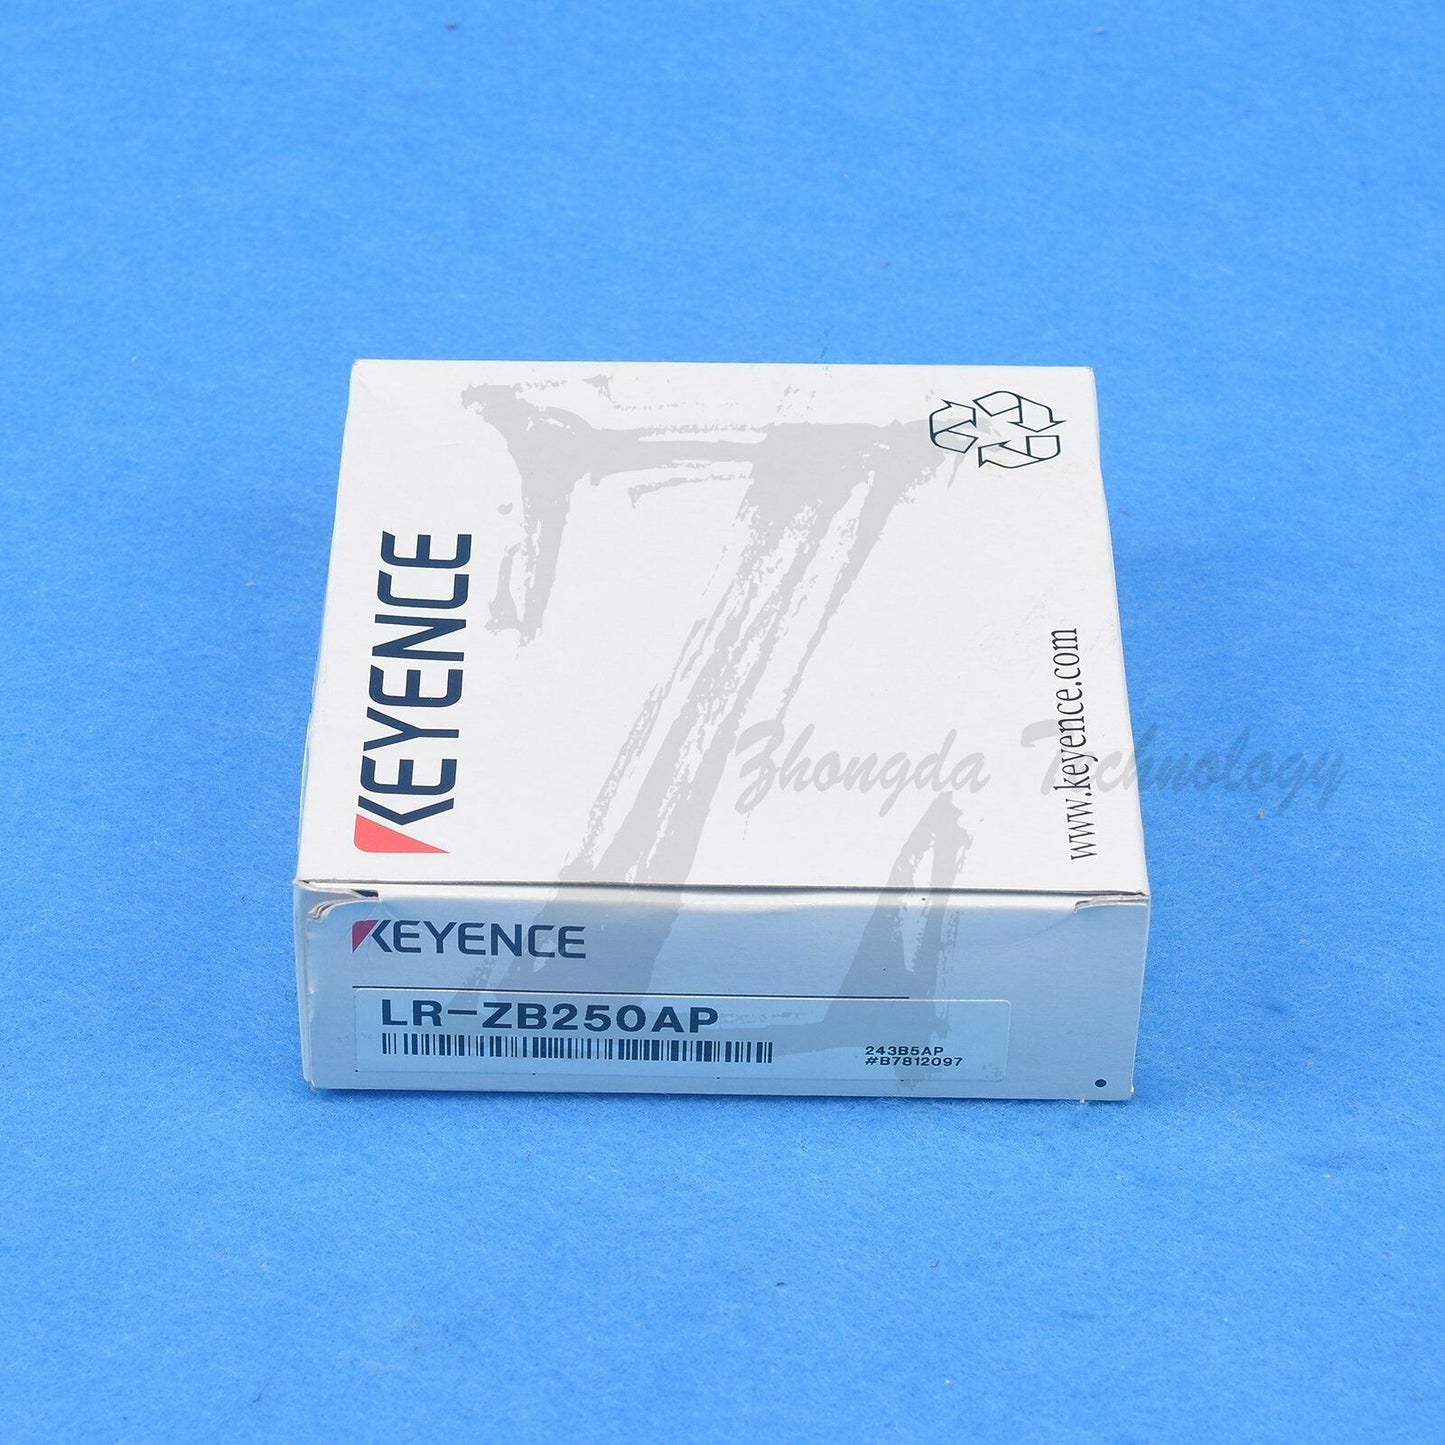 KEYENCE
www.keyence.com
Zhongda Technology
KEYENCE
LR-ZB250AP
243B5AP
#B7812097